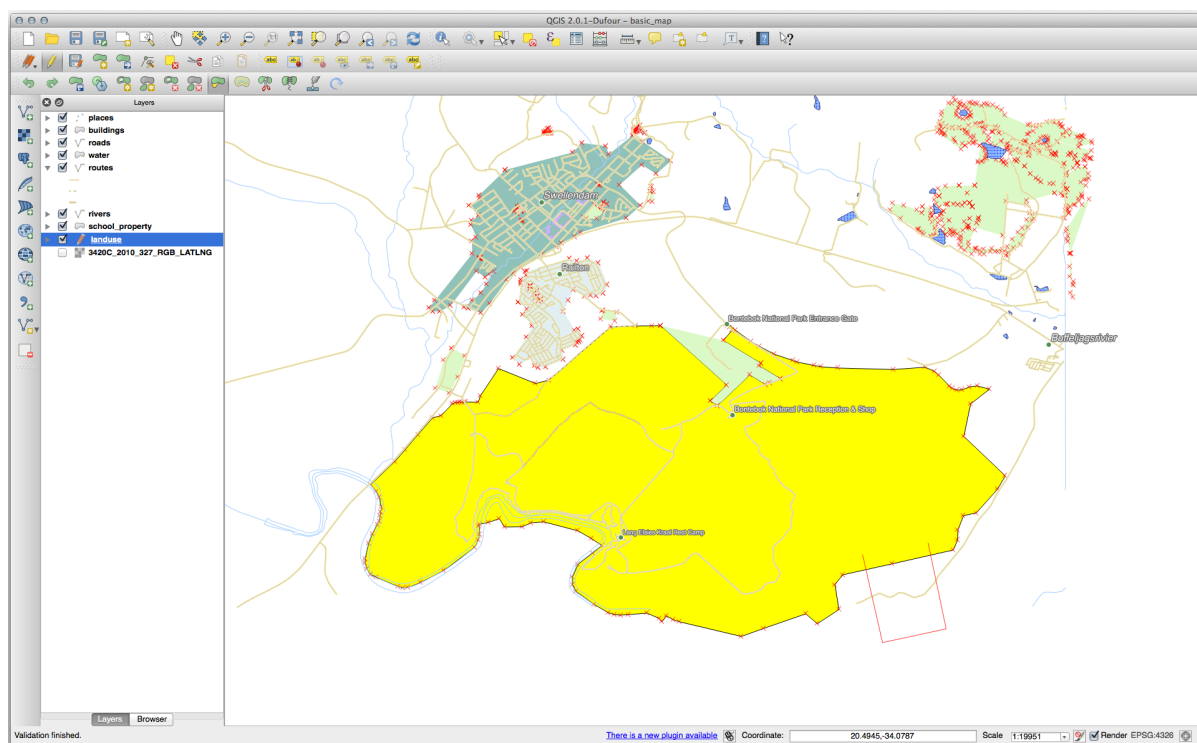 QGIS 2.0.1-Dufour - basic_map
Layers
places
buildings
roads
water
routes
rivers
school_property
landuse
3420C_2010_327_RGB_LATLNG
Swellendam
Railton
Bontebok National Park Entrance Gate
Buffeljagsrivier
Bontebok National Park Reception & Shop
Lang Elsies Kraal Rest Camp
Layers Browser
Validation finished. There is a new plugin available Coordinate: 20.4945,-34.0787 Scale 1:19951 Render EPSG:4326